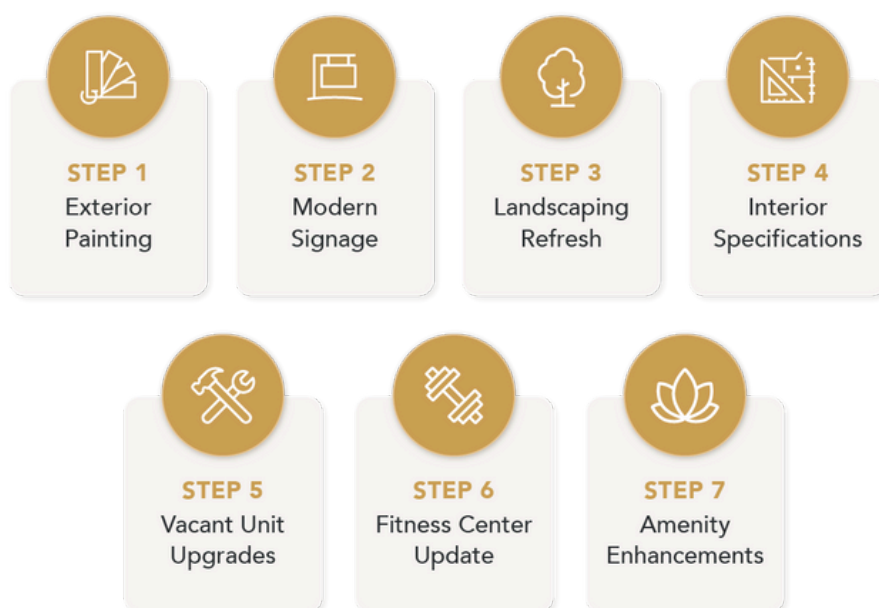 STEP 1
Exterior
Painting
STEP 2
Modern
Signage
STEP 3
Landscaping
Refresh
STEP 4
Interior
Specifications
STEP 5
Vacant Unit
Upgrades
STEP 6
Fitness Center
Update
STEP 7
Amenity
Enhancements